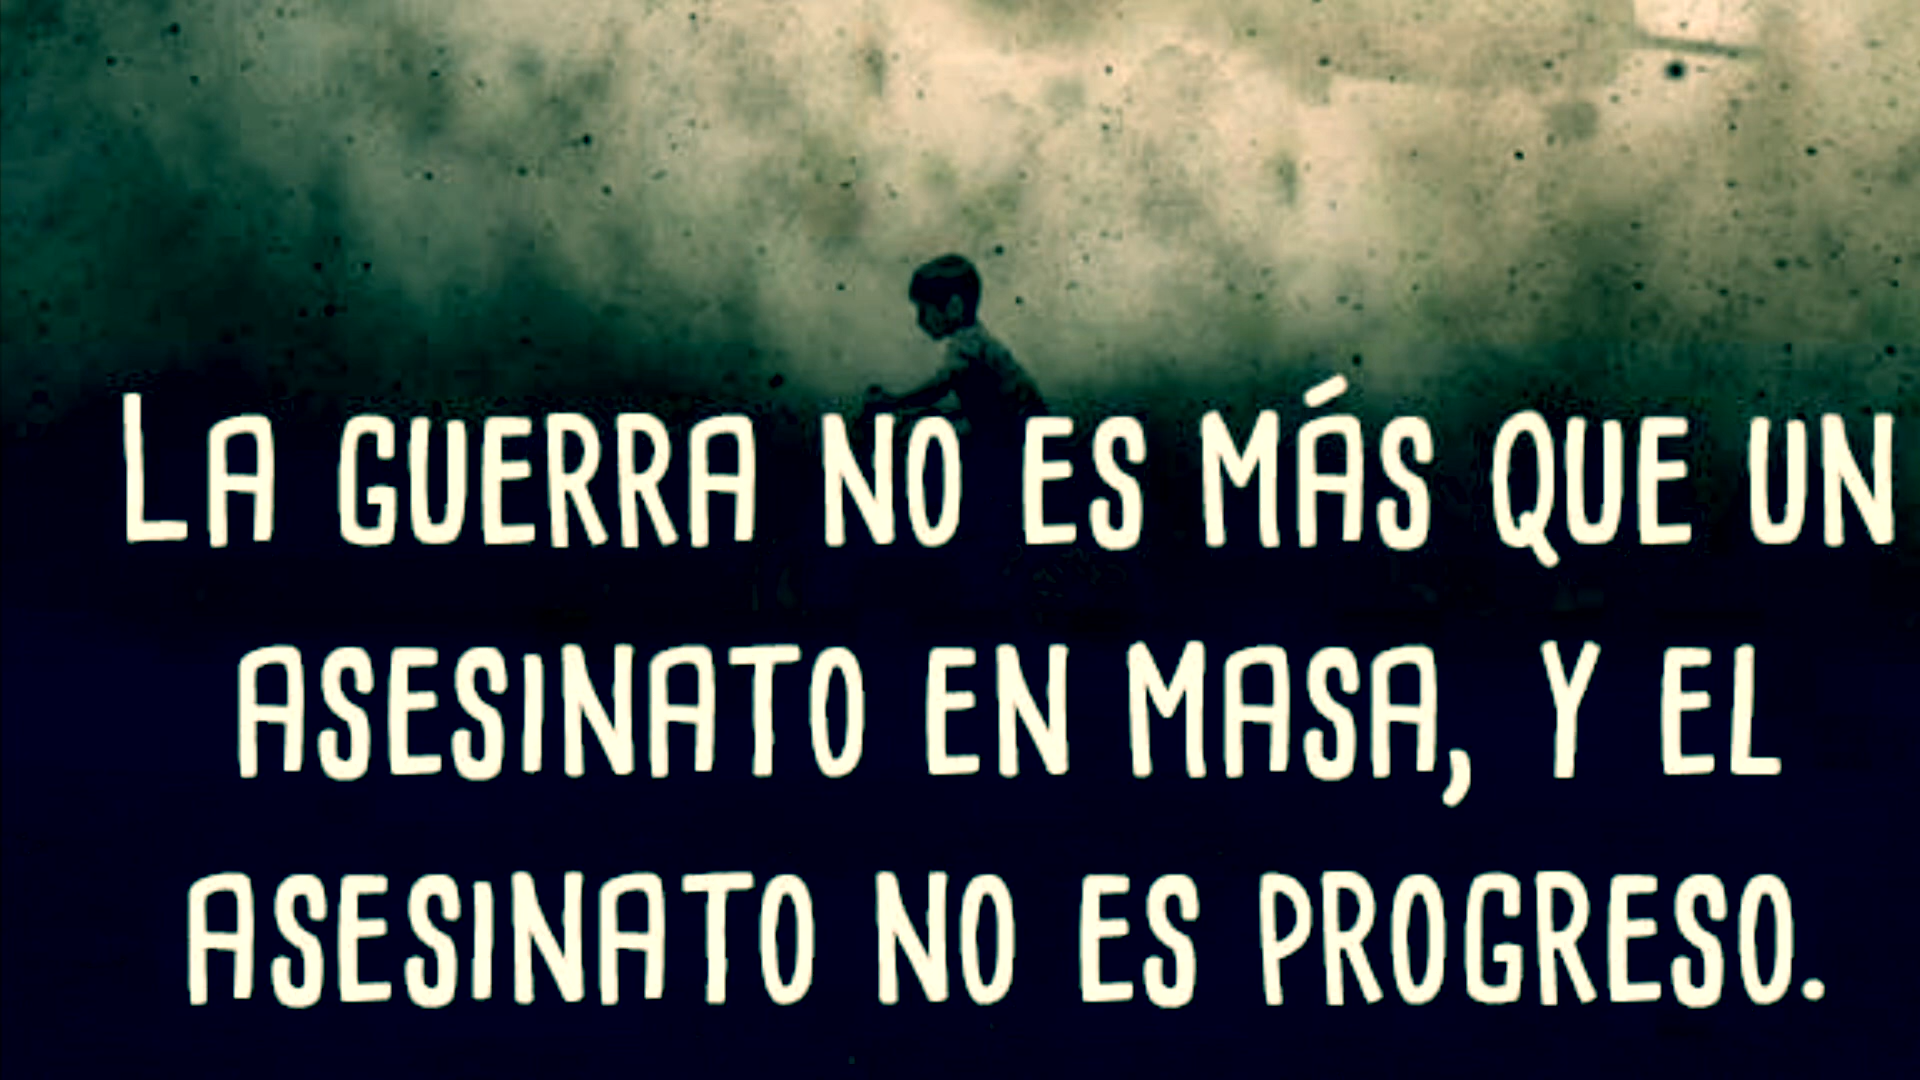 La guerra no es más que un
asesinato en masa, y el
asesinato no es progreso.